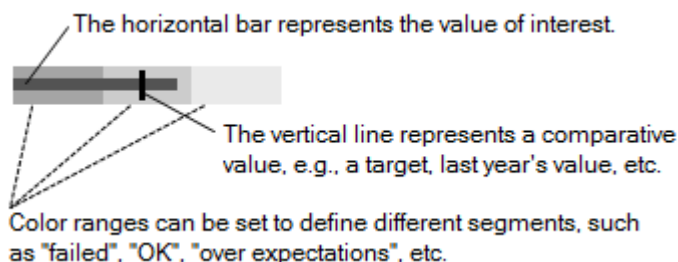 The horizontal bar represents the value of interest.
The vertical line represents a comparative
value, e.g., a target, last year's value, etc.
Color ranges can be set to define different segments, such
as "failed", "OK", "over expectations", etc.